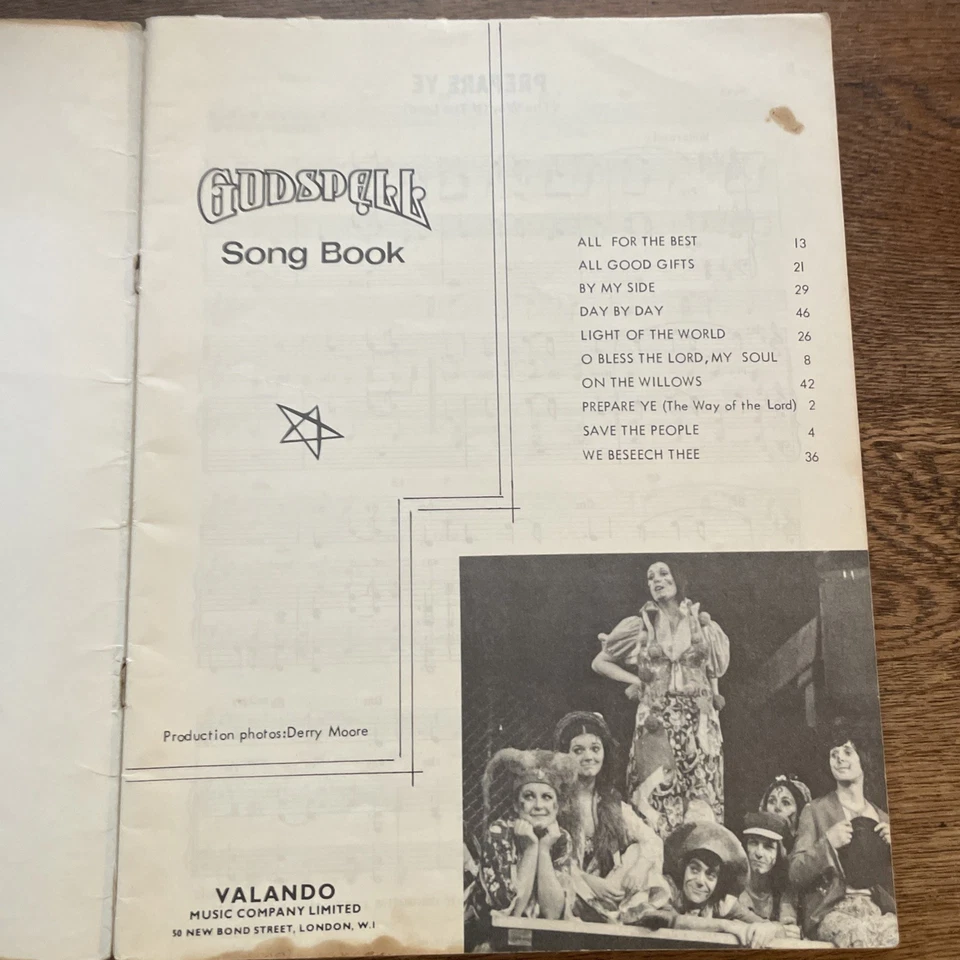 GODSPELL
Song Book
ALL FOR THE BEST 13
ALL GOOD GIFTS 21
BY MY SIDE 29
DAY BY DAY 46
LIGHT OF THE WORLD 26
O BLESS THE LORD, MY SOUL 8
ON THE WILLOWS 42
PREPARE YE (The Way of the Lord) 2
SAVE THE PEOPLE 4
WE BESEECH THEE 36
Production photos:Derry Moore
VALANDO
MUSIC COMPANY LIMITED
50 NEW BOND STREET, LONDON, W.I
PREPARE YE